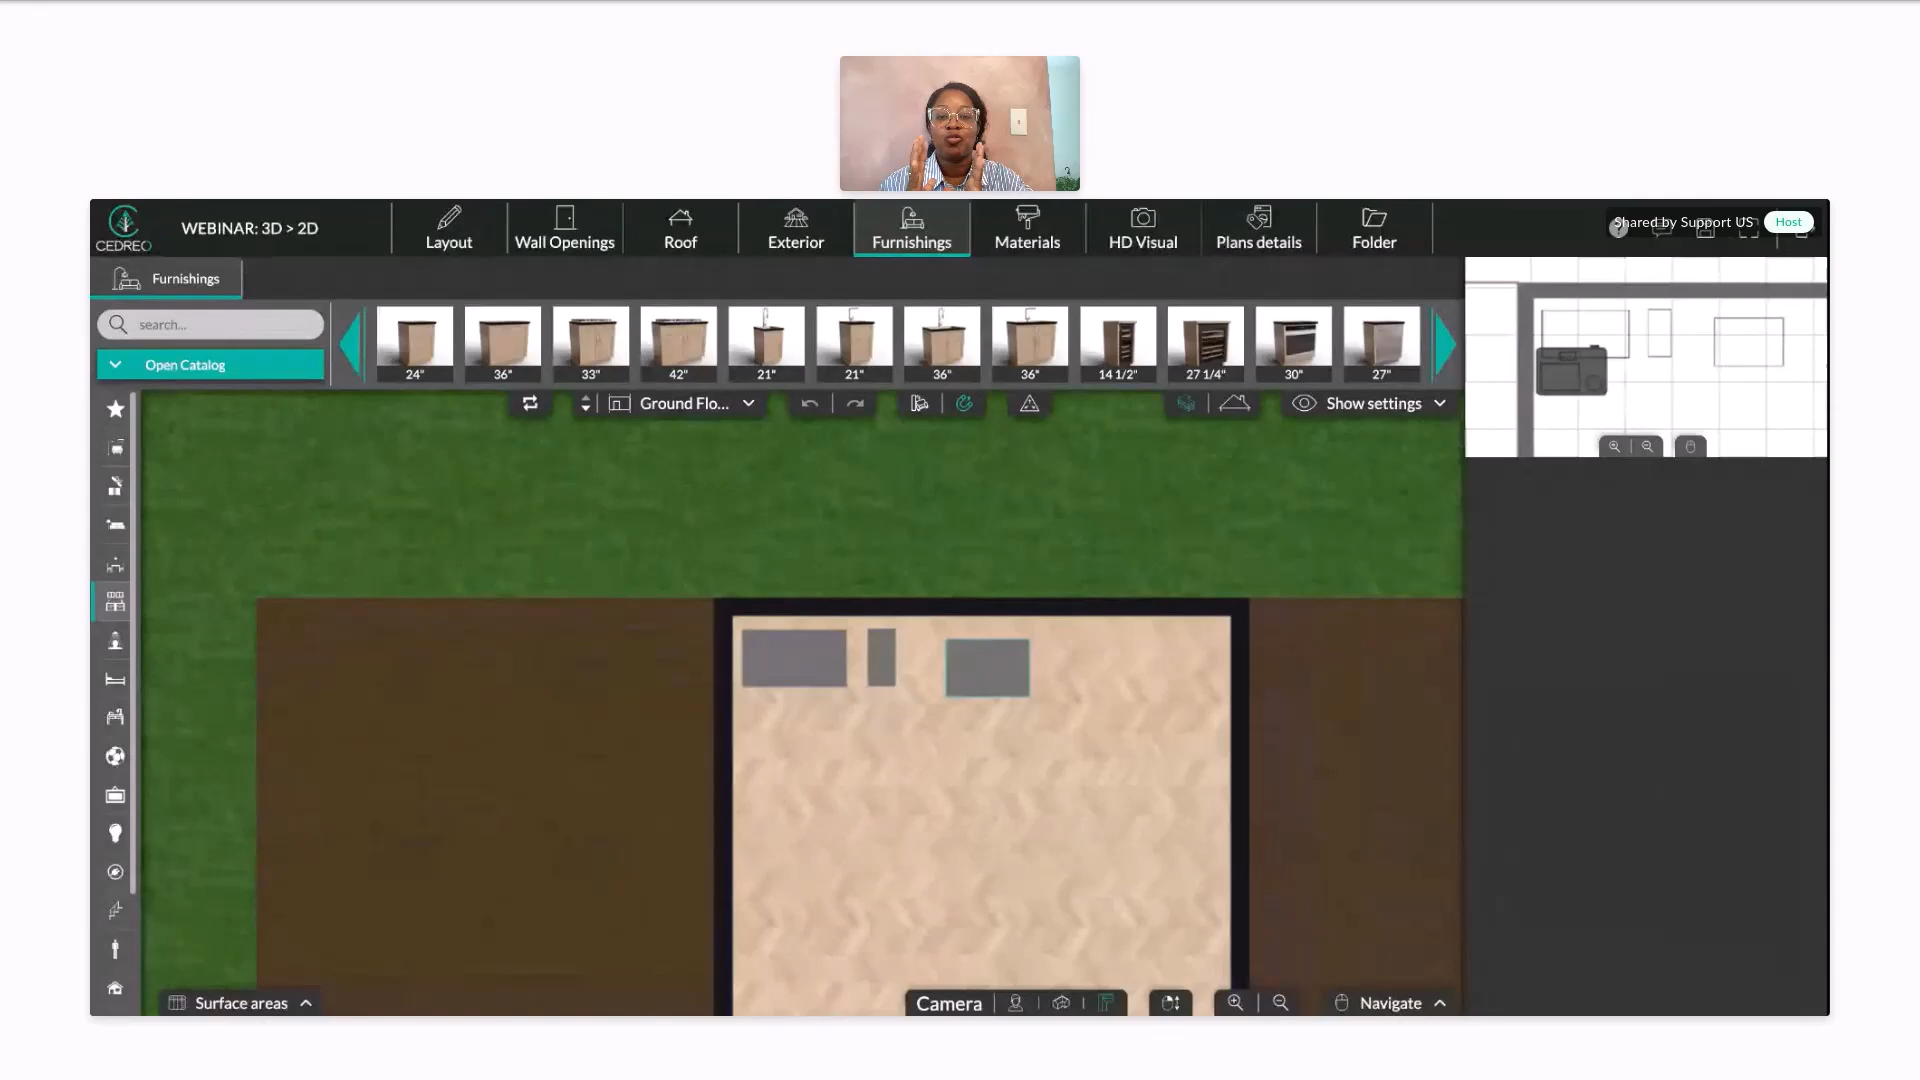 CEDREO
WEBINAR: 3D > 2D
Layout
Wall Openings
Roof
Exterior
Furnishings
Materials
HD Visual
Plans details
Folder
Shared by Support US
Host
Furnishings
search...
Open Catalog
24"
36"
33"
42"
21"
21"
36"
36"
14 1/2"
27 1/4"
30"
27"
Ground Flo...
Show settings
Surface areas
Camera
Navigate